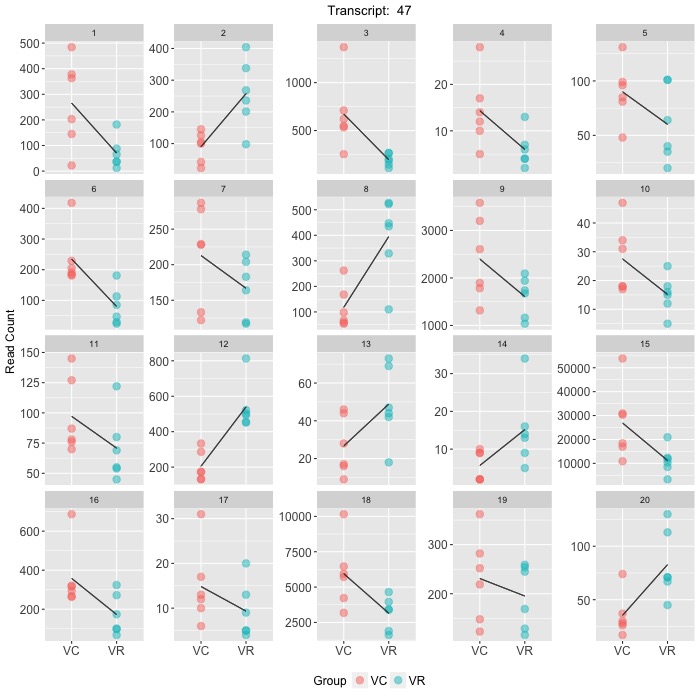 Transcript:  47
1 2 3 4 5
500 400 300 200 100 0
400 300 200 100
1000 500
20 10
100 50
6 7 8 9 10
400 300 200 100
250 200 150
500 400 300 200 100
3000 2000 1000
40 30 20 10
Read Count
11 12 13 14 15
150 125 100 75 50
800 600 400 200
60 40 20
30 20 10
50000 40000 30000 20000 10000
16 17 18 19 20
600 400 200
30 20 10
10000 7500 5000 2500
300 200
100 50
VC VR VC VR VC VR VC VR VC VR
Group VC VR